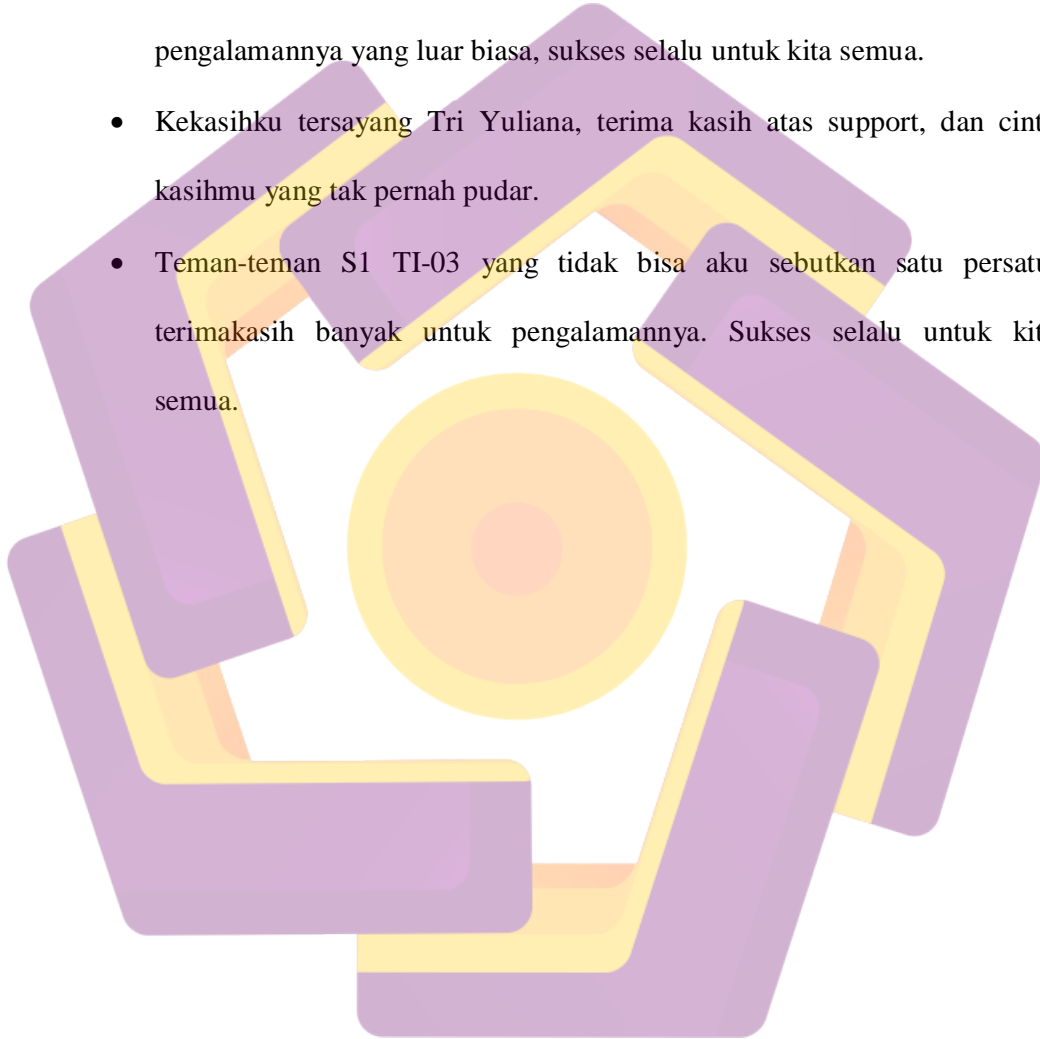 pengalamannya yang luar biasa, sukses selalu untuk kita semua.
• Kekasihku tersayang Tri Yuliana, terima kasih atas support, dan cint
kasihmu yang tak pernah pudar.
• Teman-teman S1 TI-03 yang tidak bisa aku sebutkan satu persatu
terimakasih banyak untuk pengalamannya. Sukses selalu untuk kit
semua.